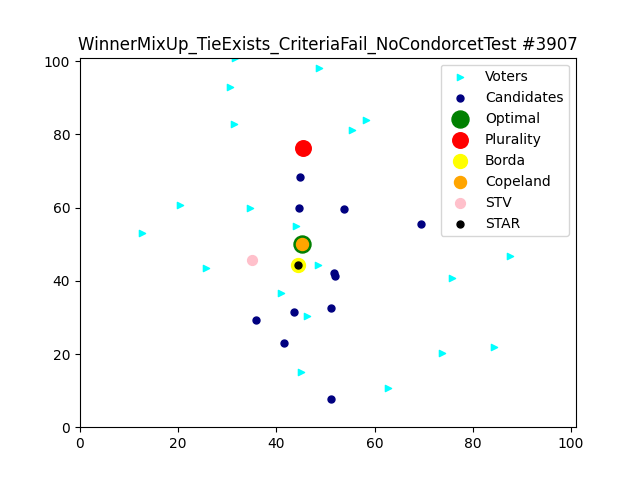 WinnerMixUp_TieExists_CriteriaFail_NoCondorcetTest #3907
Voters
Candidates
Optimal
Plurality
Borda
Copeland
STV
STAR
100
80
60
40
20
0
0 20 40 60 80 100